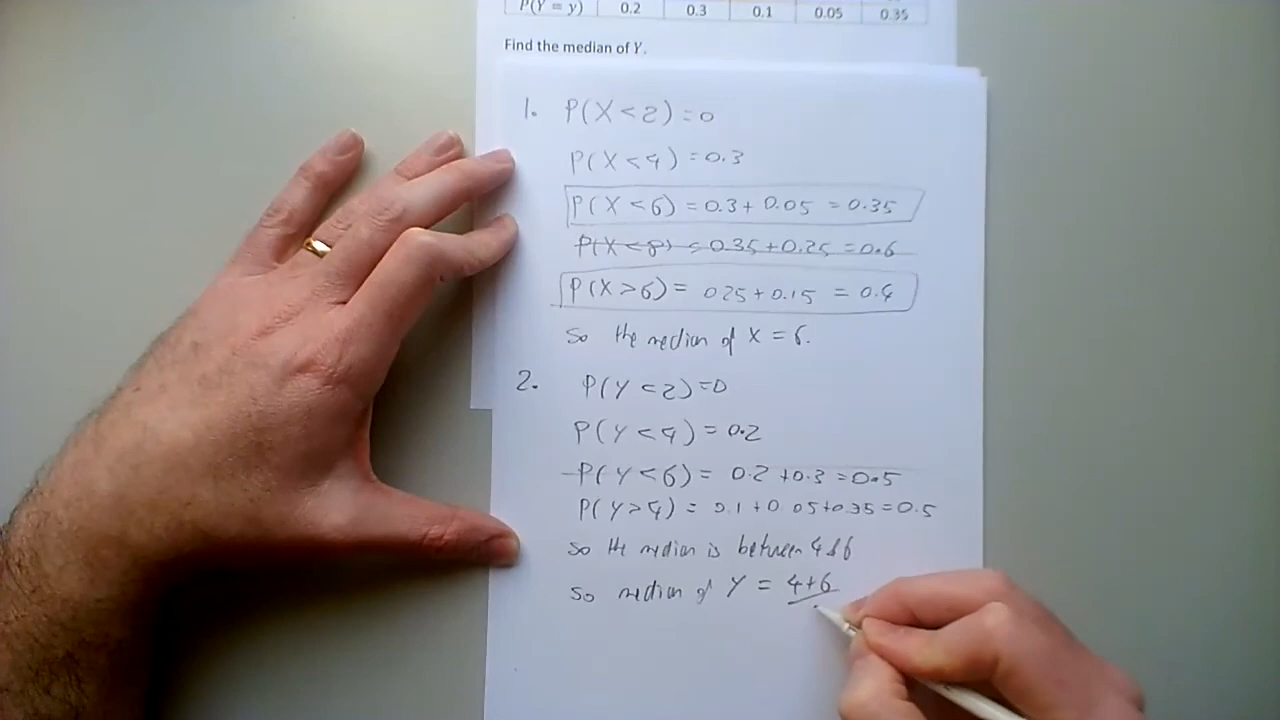 P(Y = y) 0.2 0.3 0.1 0.05 0.35
Find the median of Y.
1. P(X < 2) = 0
P(X < 4) = 0.3
P(X < 6) = 0.3 + 0.05 = 0.35
P(X < 8) = 0.35 + 0.25 = 0.6
P(X > 6) = 0.25 + 0.15 = 0.4
So the median of X = 6.
2. P(Y < 2) = 0
P(Y < 4) = 0.2
P(Y < 6) = 0.2 + 0.3 = 0.5
P(Y > 4) = 0.1 + 0.05 + 0.35 = 0.5
So the median is between 4 & 6
So median of Y = 4+6